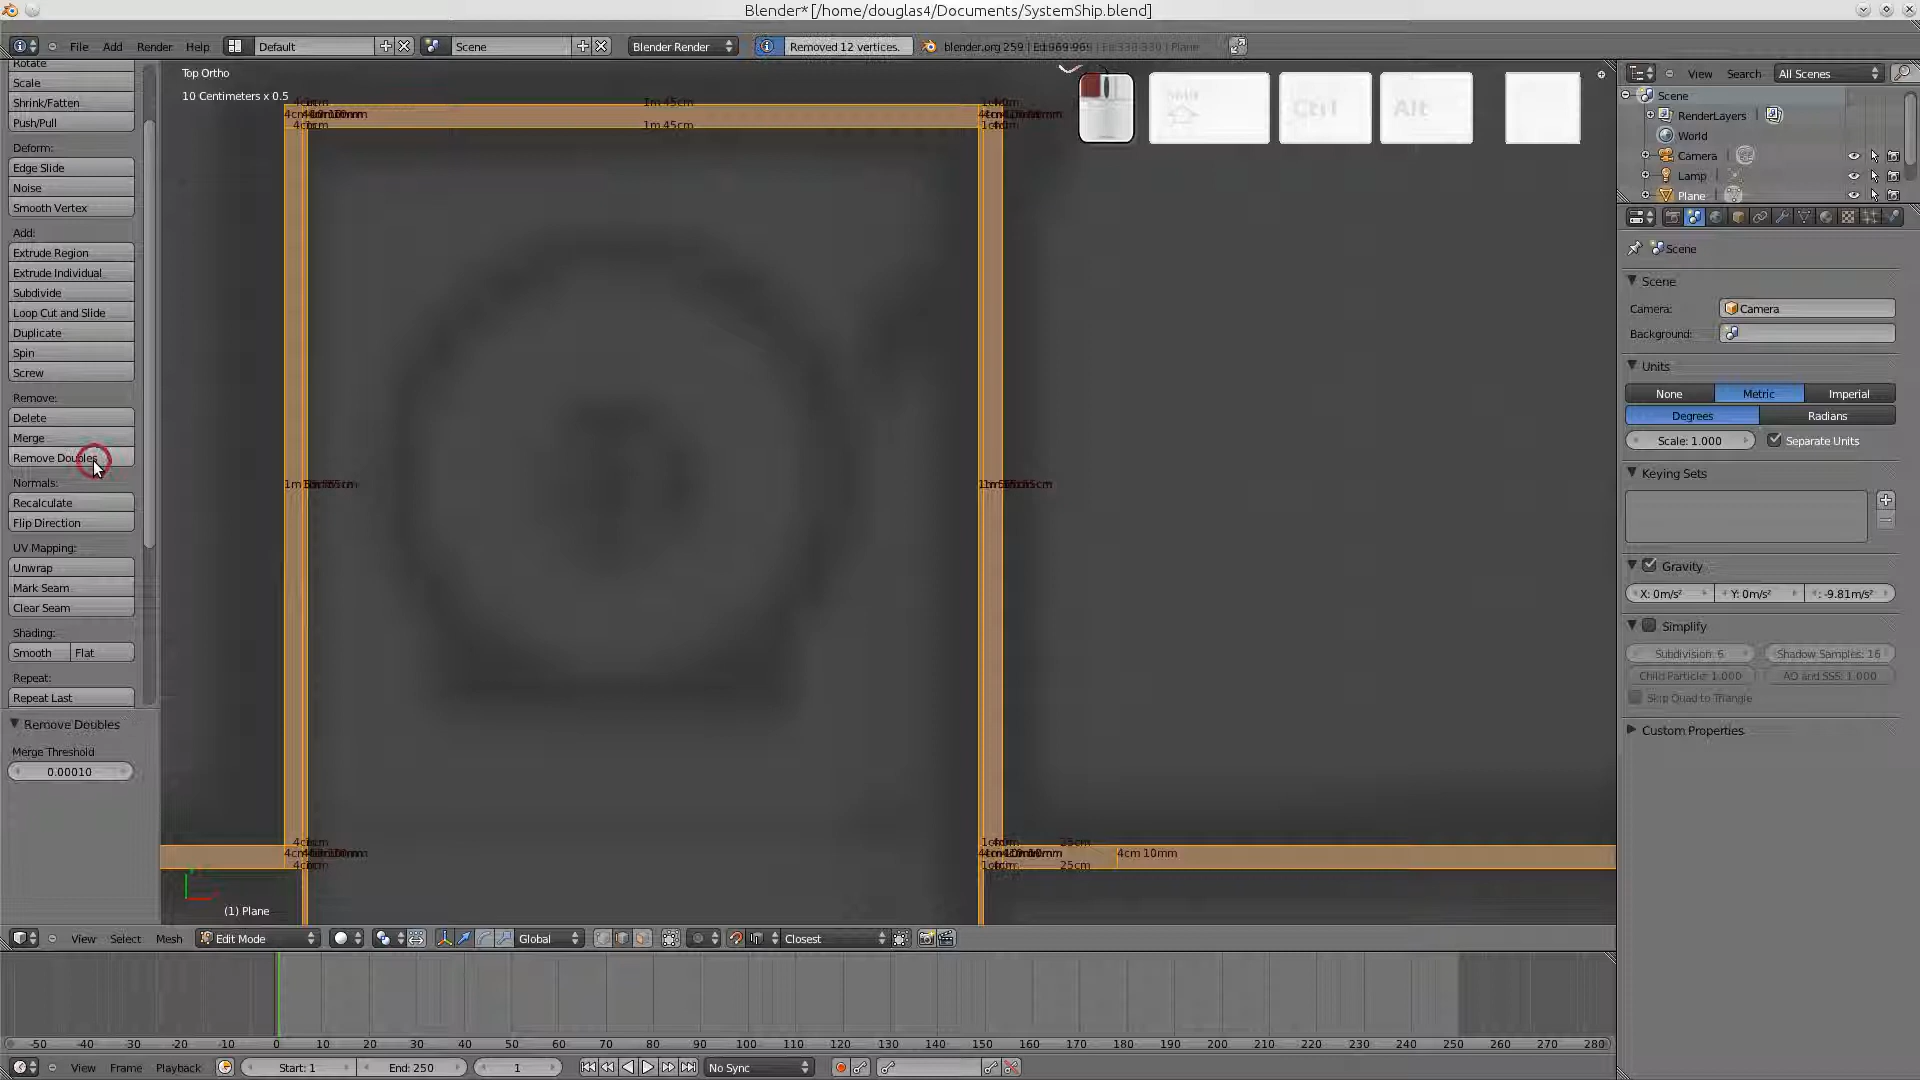 Blender* [/home/douglas4/Documents/SystemShip.blend]
File Add Render Help Default Scene Blender Render Removed 12 vertices. blender.org 259 | Ed:969-969
Top Ortho
10 Centimeters x 0.5
Rotate
Scale
Shrink/Fatten
Push/Pull
Deform:
Edge Slide
Noise
Smooth Vertex
Add:
Extrude Region
Extrude Individual
Subdivide
Loop Cut and Slide
Duplicate
Spin
Screw
Remove:
Delete
Merge
Remove Doubles
Normals:
Recalculate
Flip Direction
UV Mapping:
Unwrap
Mark Seam
Clear Seam
Shading:
Smooth Flat
Repeat:
Repeat Last
Remove Doubles
Merge Threshold
0.00010
1m 45cm
1m 45cm
25cm
4cm 10mm
25cm
(1) Plane
Shift Ctrl Alt
View Search All Scenes
Scene
RenderLayers
World
Camera
Lamp
Plane
Scene
Scene
Camera: Camera
Background:
Units
None Metric Imperial
Degrees Radians
Scale: 1.000 Separate Units
Keying Sets
Gravity
X: 0m/s² Y: 0m/s² : -9.81m/s²
Simplify
Subdivision: 6 Shadow Samples: 16
Child Particle: 1.000 AO and SSS: 1.000
Skip Quad to Triangle
Custom Properties
View Select Mesh Edit Mode Global Closest
-50 -40 -30 -20 -10 0 10 20 30 40 50 60 70 80 90 100 110 120 130 140 150 160 170 180 190 200 210 220 230 240 250 260 270 280
View Frame Playback Start: 1 End: 250 1 No Sync